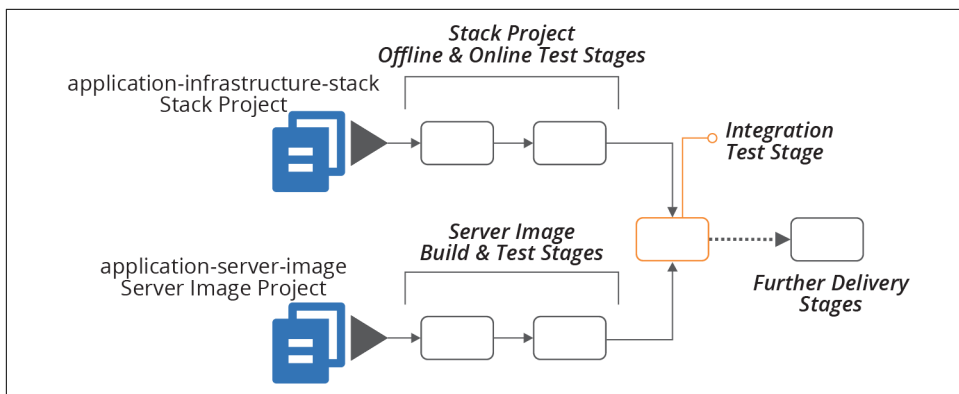 Stack Project
Offline & Online Test Stages
application-infrastructure-stack
Stack Project
Integration
Test Stage
Server Image
Build & Test Stages
application-server-image
Server Image Project
Further Delivery
Stages